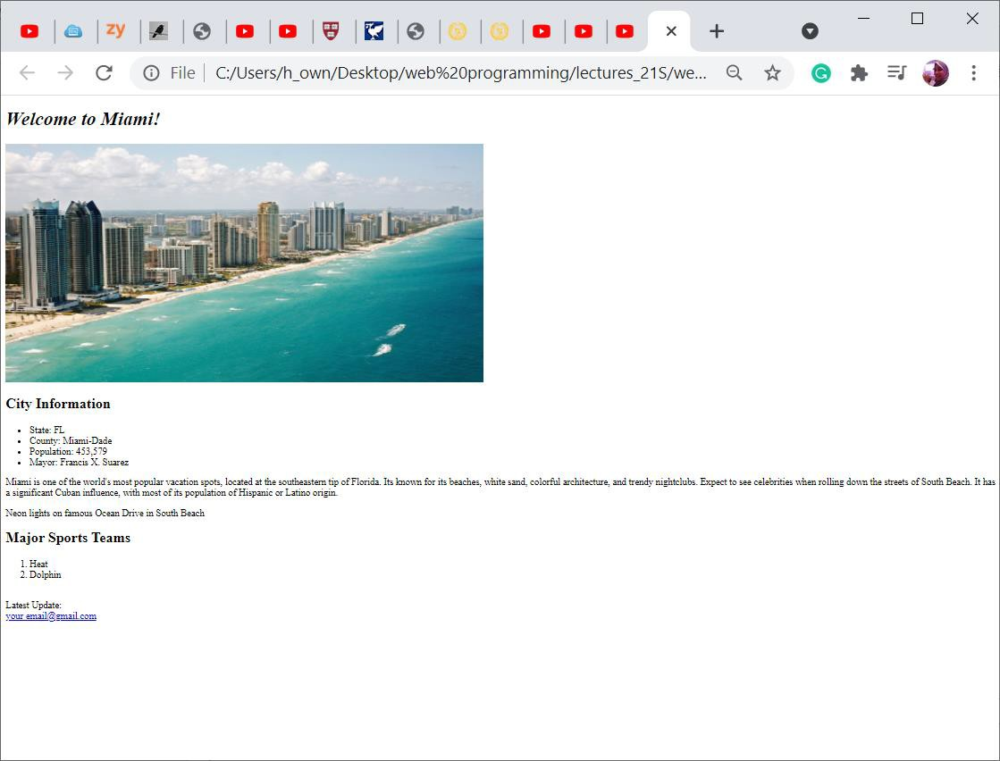 zy
File
C:/Users/h_own/Desktop/web%20programming/lectures_21S/we...
Welcome to Miami!
City Information
• State: FL
• County: Miami-Dade
• Population: 453,579
• Mayor: Francis X. Suarez
Miami is one of the world's most popular vacation spots, located at the southeastern tip of Florida. Its known for its beaches, white sand, colorful architecture, and trendy nightclubs. Expect to see celebrities when rolling down the streets of South Beach. It has
a significant Cuban influence, with most of its population of Hispanic or Latino origin.
Neon lights on famous Ocean Drive in South Beach
Major Sports Teams
1. Heat
2. Dolphin
Latest Update:
your email@gmail.com